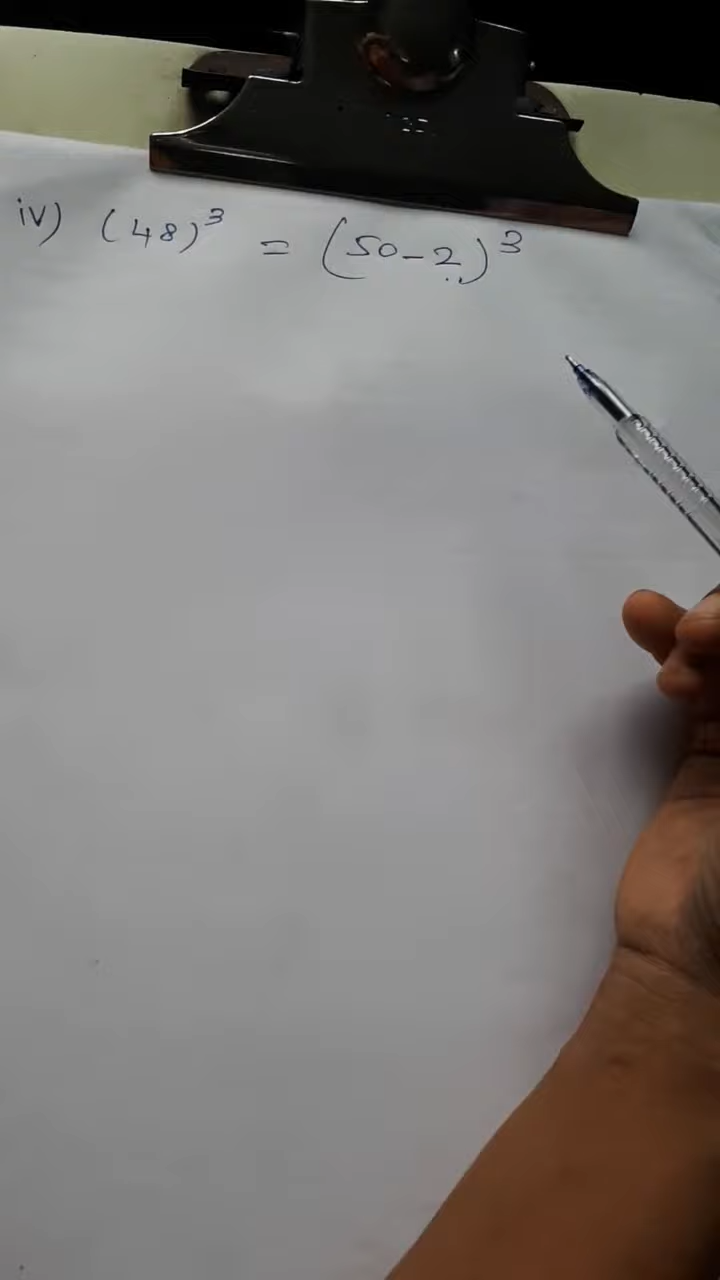 iv) (48)³ = (50-2)³